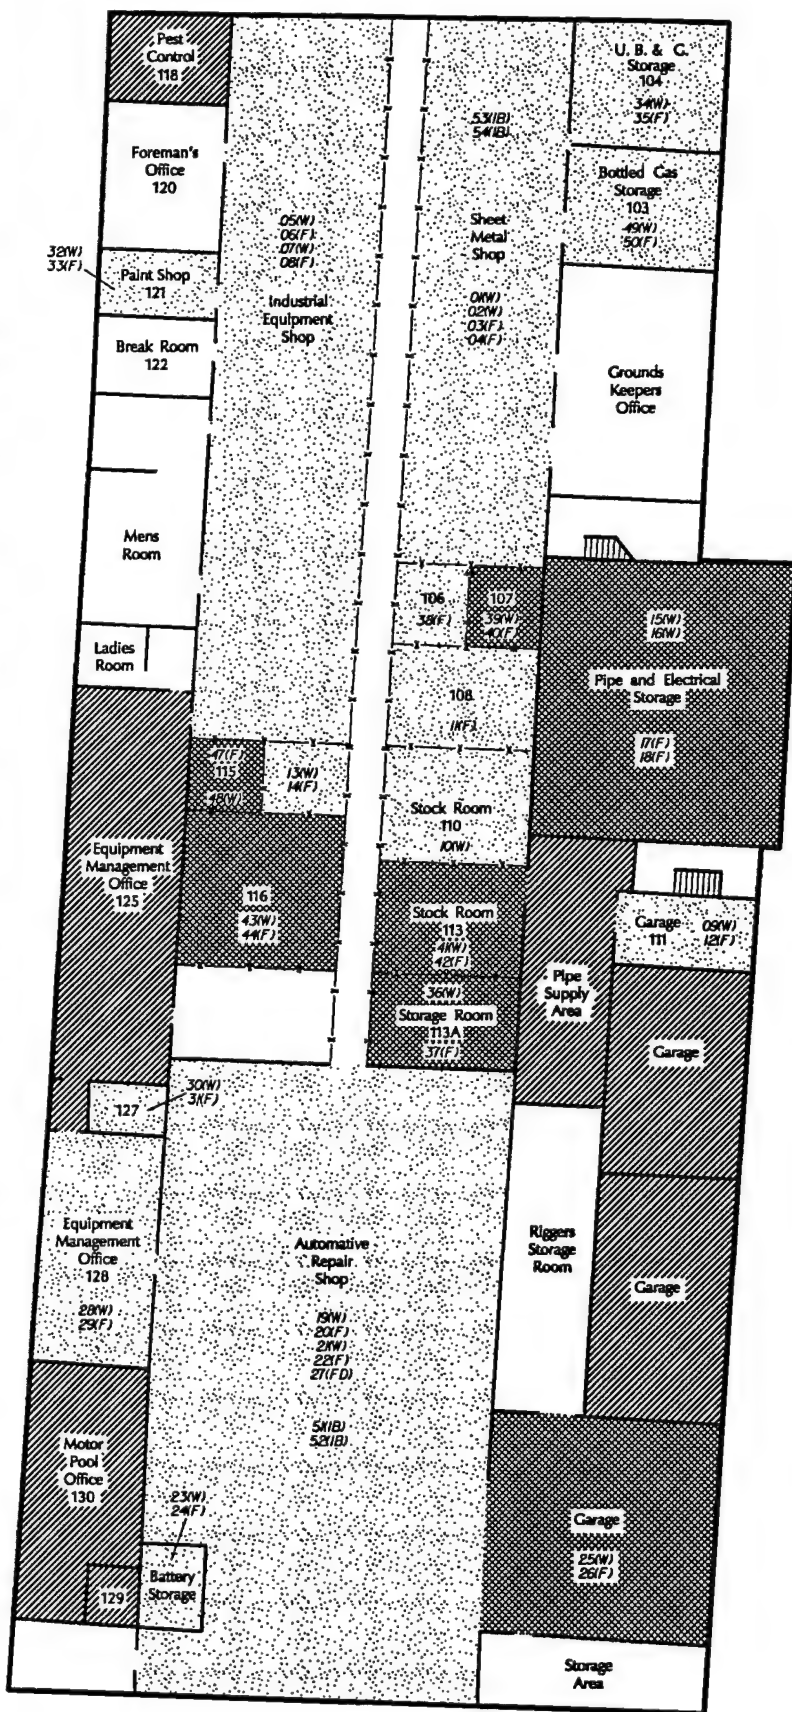 Pest
Control
118
Foreman's
Office
120
32(W)
33(F)
Paint Shop
121
Break Room
122
Mens
Room
Ladies
Room
05(W)
06(F)
07(W)
08(F)
Industrial
Equipment
Shop
53(IB)
54(IB)
Sheet
Metal
Shop
01(W)
02(W)
03(F)
04(F)
U. B. & G.
Storage
104
34(W)
35(F)
Bottled Gas
Storage
103
49(W)
50(F)
Grounds
Keepers
Office
106
38(F)
107
39(W)
40(F)
108
11(F)
15(W)
16(W)
Pipe and Electrical
Storage
17(F)
18(F)
47(F)
115
48(W)
13(W)
14(F)
Stock Room
110
10(W)
Equipment
Management
Office
125
116
43(W)
44(F)
Stock Room
113
41(W)
42(F)
36(W)
Storage Room
113A
37(F)
Pipe
Supply
Area
Garage
111
09(W)
12(F)
Garage
127
30(W)
31(F)
Equipment
Management
Office
128
28(W)
29(F)
Automative
Repair
Shop
19(W)
20(F)
21(W)
22(F)
27(FD)
51(IB)
52(IB)
Riggers
Storage
Room
Garage
Motor
Pool
Office
130
23(W)
24(F)
129
Battery
Storage
Garage
25(W)
26(F)
Storage
Area